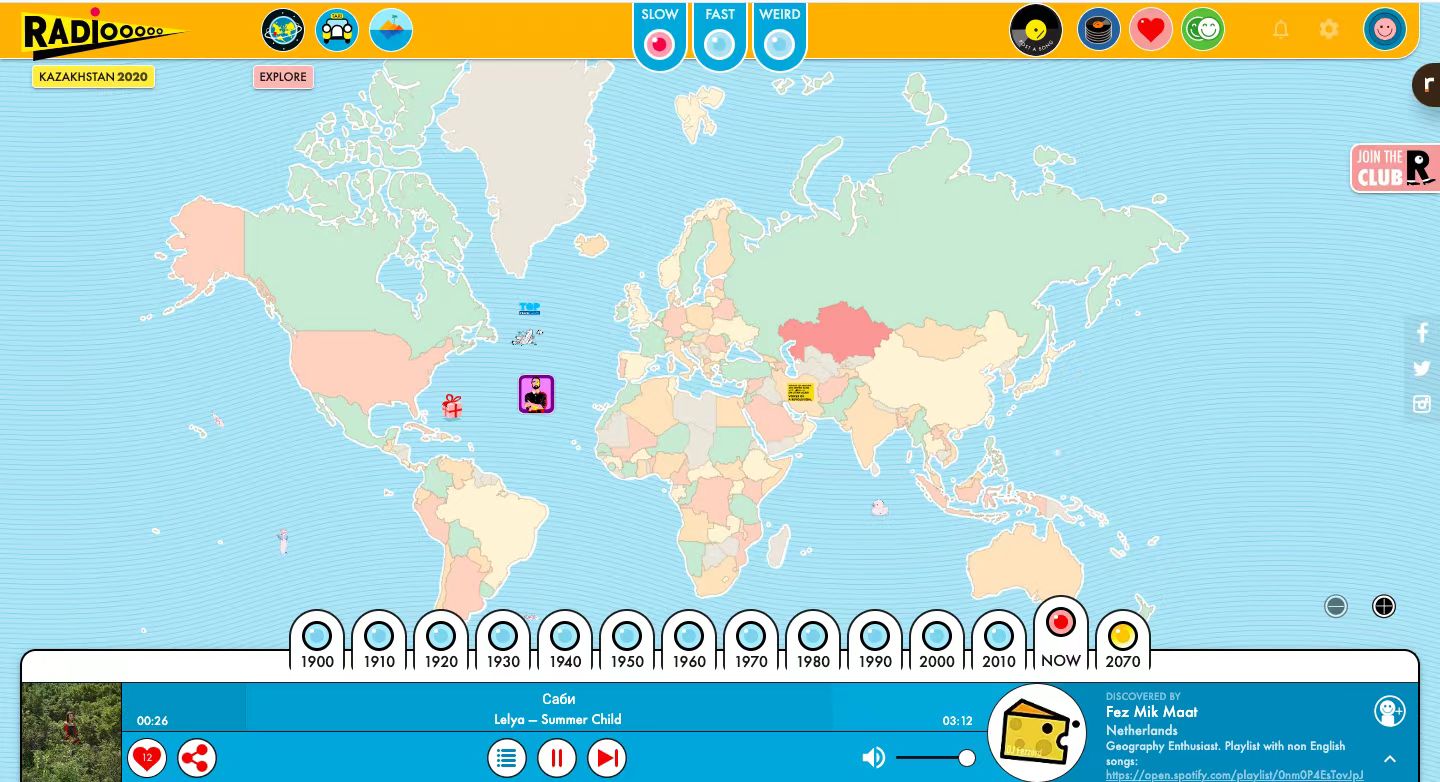 RADIooooo
SLOW
FAST
WEIRD
KAZAKHSTAN 2020
EXPLORE
r
JOIN THE
CLUB R
TOP
1900
1910
1920
1930
1940
1950
1960
1970
1980
1990
2000
2010
NOW
2070
00:26
Саби
Lelya – Summer Child
03:12
12
DISCOVERED BY
Fez Mik Maat
Netherlands
Geography Enthusiast. Playlist with non English
songs:
https://open.spotify.com/playlist/0nm0P4EsTovJpJ